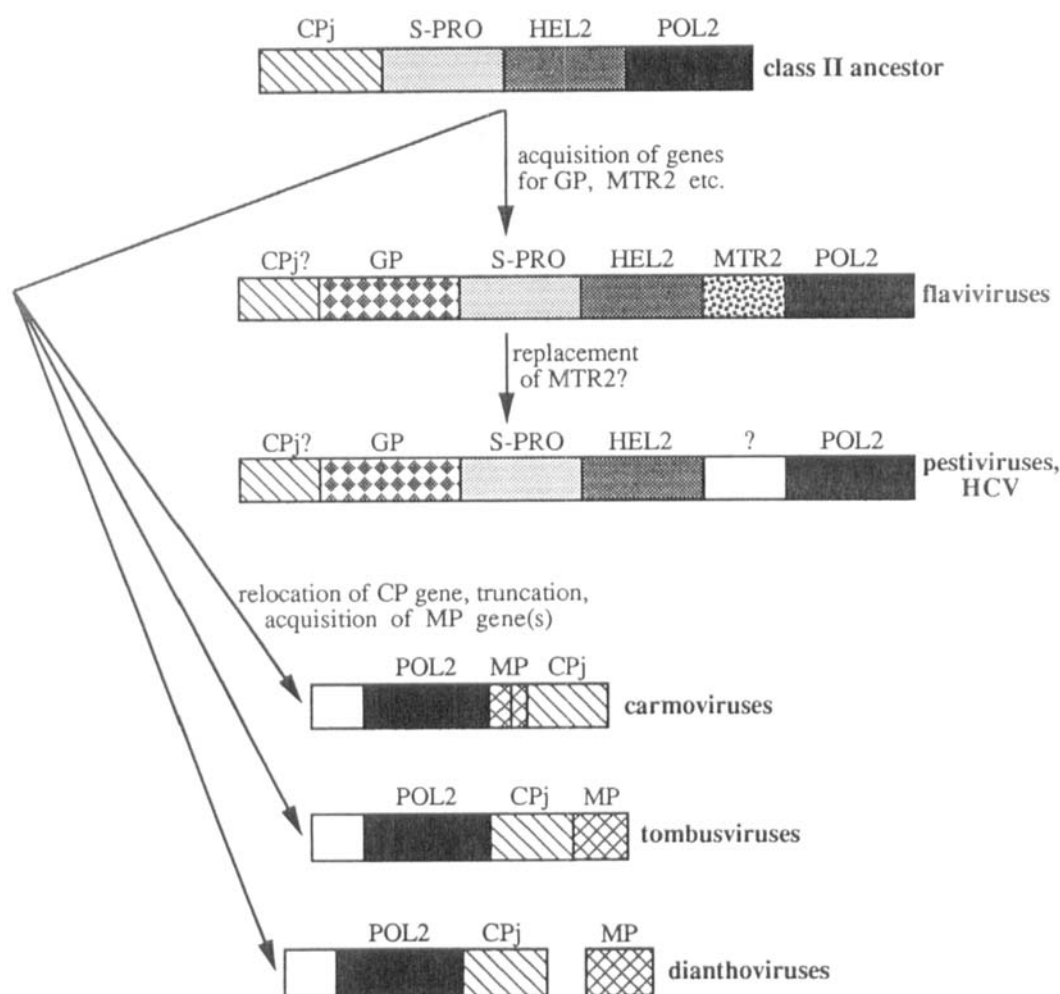 CPj S-PRO HEL2 POL2
class II ancestor
acquisition of genes
for GP, MTR2 etc.
CPj? GP S-PRO HEL2 MTR2 POL2
flaviviruses
replacement
of MTR2?
CPj? GP S-PRO HEL2 ? POL2
pestiviruses,
HCV
relocation of CP gene, truncation,
acquisition of MP gene(s)
POL2 MP CPj
carmoviruses
POL2 CPj MP
tombusviruses
POL2 CPj MP
dianthoviruses